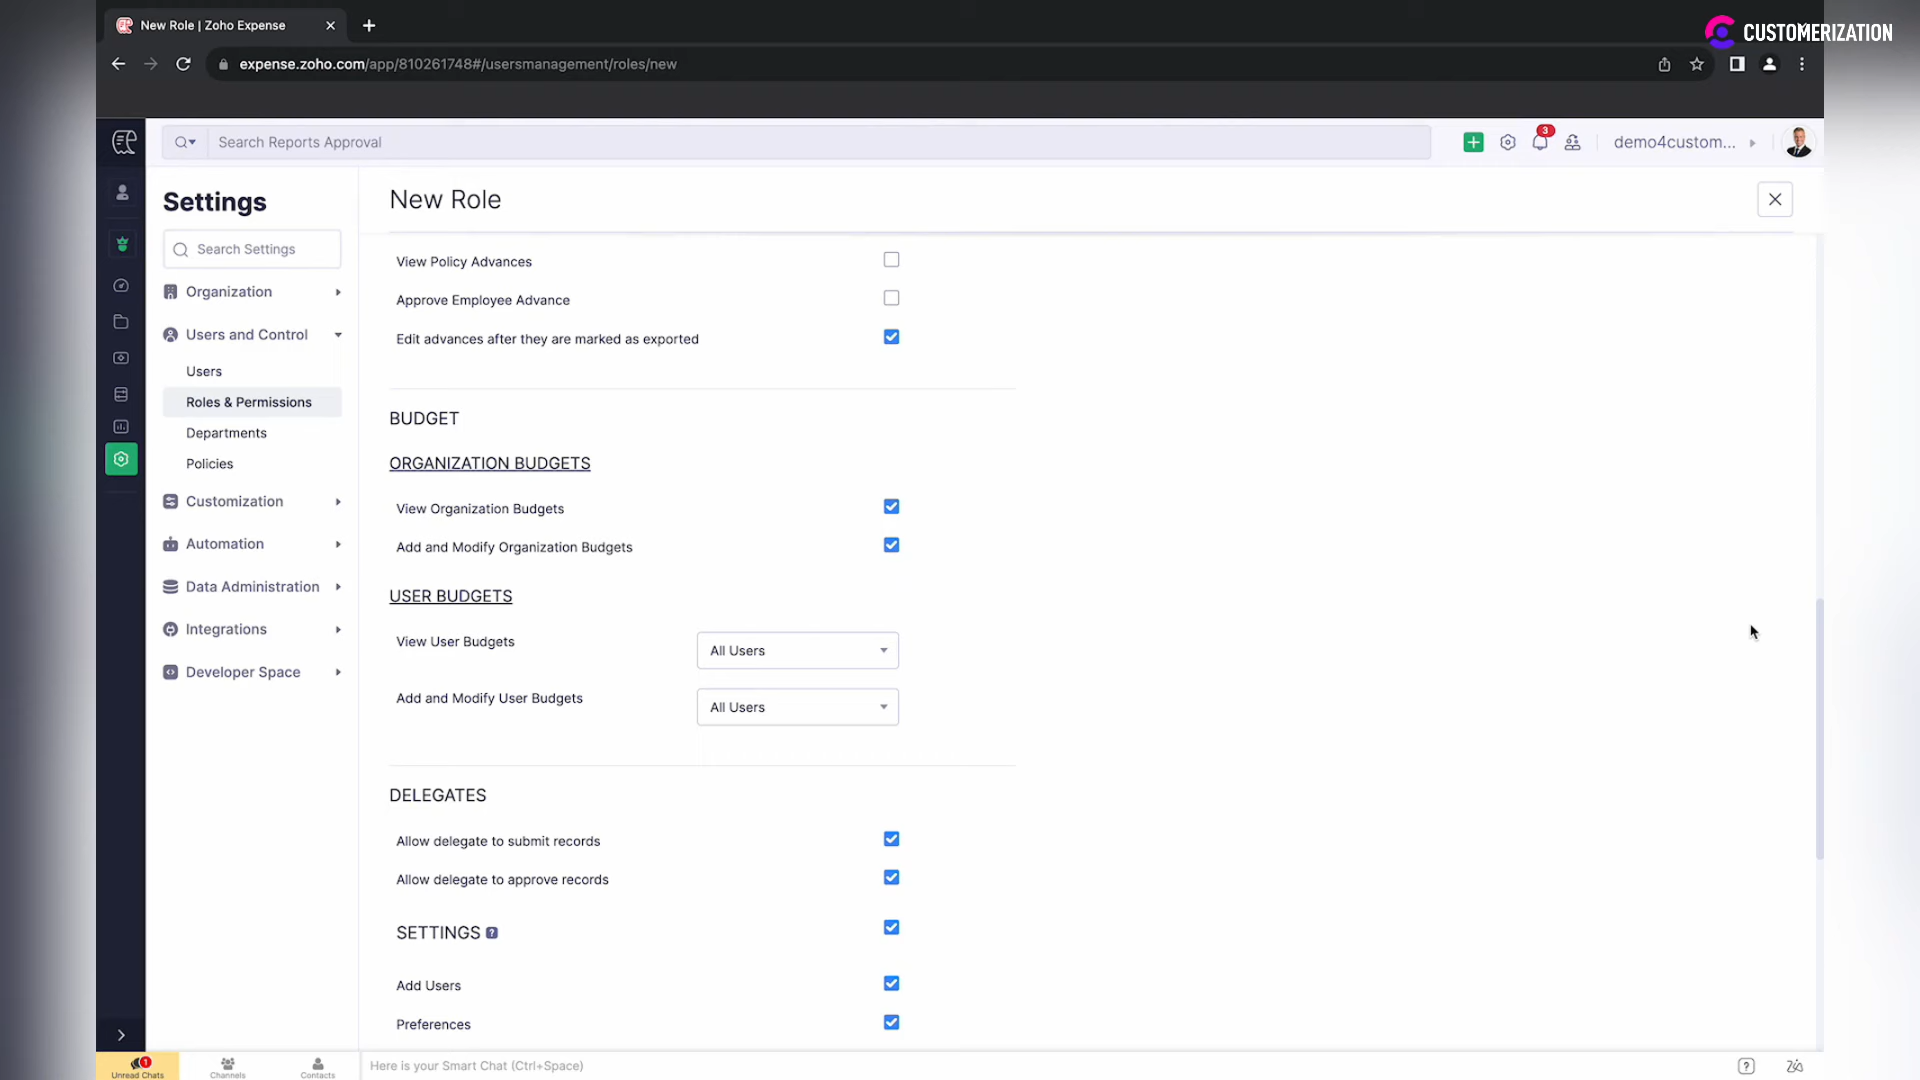 New Role | Zoho Expense
CUSTOMERIZATION
expense.zoho.com/app/810261748#/usersmanagement/roles/new
Search Reports Approval
3
demo4custom...
Settings
Search Settings
Organization
Users and Control
Users
Roles & Permissions
Departments
Policies
Customization
Automation
Data Administration
Integrations
Developer Space
New Role
View Policy Advances
Approve Employee Advance
Edit advances after they are marked as exported
BUDGET
ORGANIZATION BUDGETS
View Organization Budgets
Add and Modify Organization Budgets
USER BUDGETS
View User Budgets
All Users
Add and Modify User Budgets
All Users
DELEGATES
Allow delegate to submit records
Allow delegate to approve records
SETTINGS ?
Add Users
Preferences
1
Unread Chats
Channels
Contacts
Here is your Smart Chat (Ctrl+Space)
?